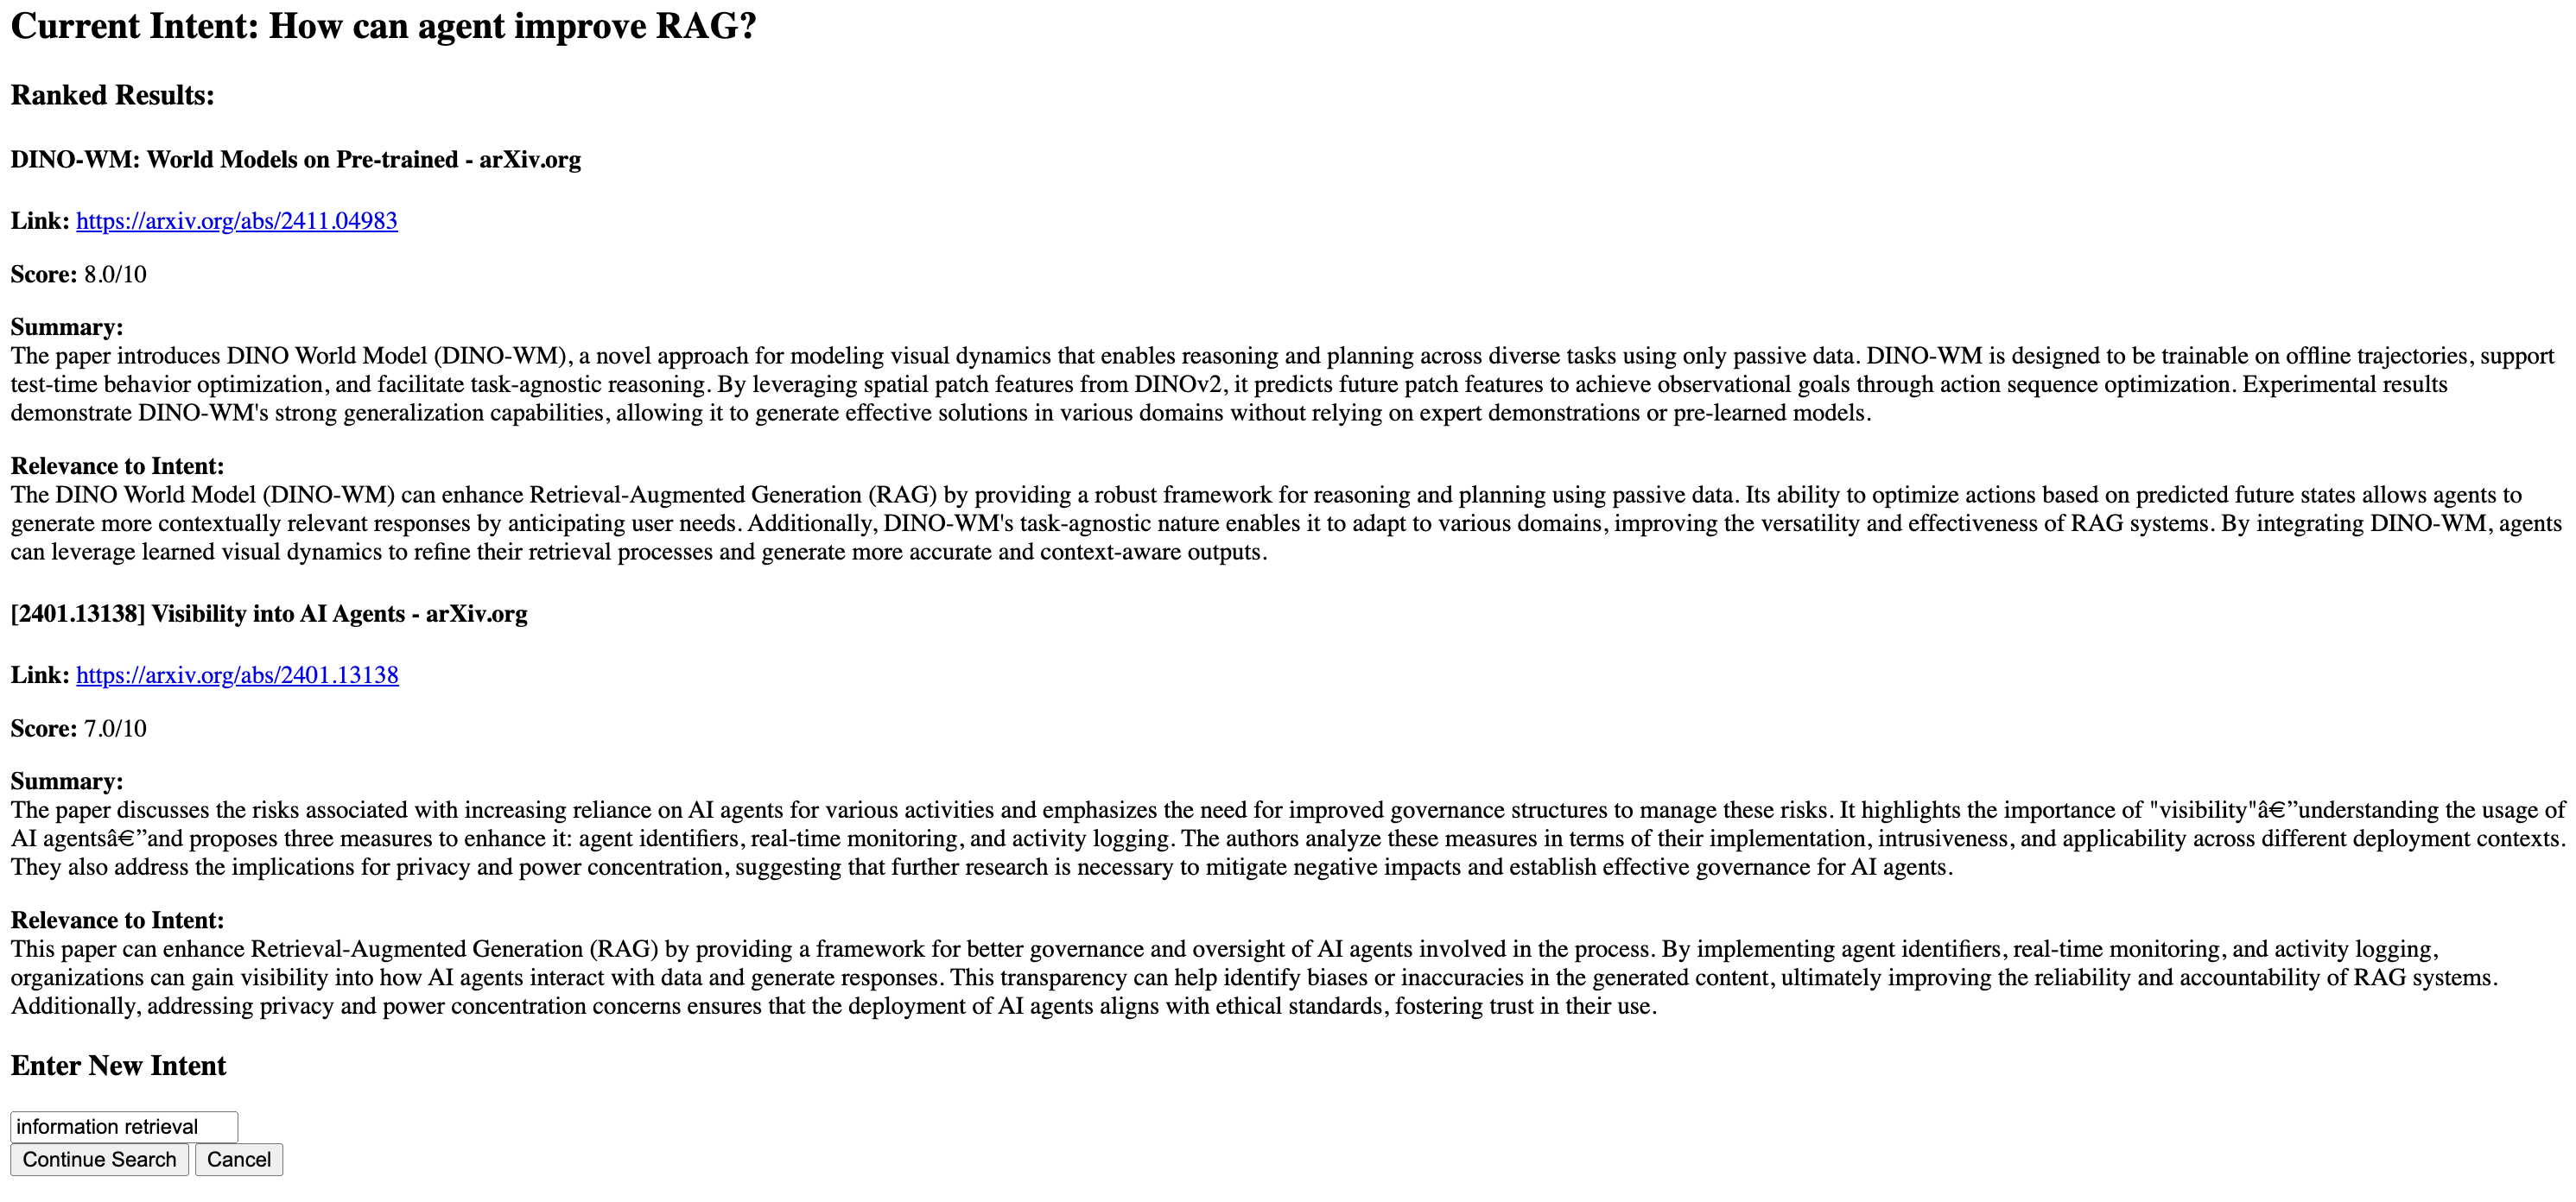 Current Intent: How can agent improve RAG?
Ranked Results:
DINO-WM: World Models on Pre-trained - arXiv.org
Link: https://arxiv.org/abs/2411.04983
Score: 8.0/10
Summary:
The paper introduces DINO World Model (DINO-WM), a novel approach for modeling visual dynamics that enables reasoning and planning across diverse tasks using only passive data. DINO-WM is designed to be trainable on offline trajectories, support
test-time behavior optimization, and facilitate task-agnostic reasoning. By leveraging spatial patch features from DINOv2, it predicts future patch features to achieve observational goals through action sequence optimization. Experimental results
demonstrate DINO-WM's strong generalization capabilities, allowing it to generate effective solutions in various domains without relying on expert demonstrations or pre-learned models.
Relevance to Intent:
The DINO World Model (DINO-WM) can enhance Retrieval-Augmented Generation (RAG) by providing a robust framework for reasoning and planning using passive data. Its ability to optimize actions based on predicted future states allows agents to
generate more contextually relevant responses by anticipating user needs. Additionally, DINO-WM's task-agnostic nature enables it to adapt to various domains, improving the versatility and effectiveness of RAG systems. By integrating DINO-WM, agents
can leverage learned visual dynamics to refine their retrieval processes and generate more accurate and context-aware outputs.
[2401.13138] Visibility into AI Agents - arXiv.org
Link: https://arxiv.org/abs/2401.13138
Score: 7.0/10
Summary:
The paper discusses the risks associated with increasing reliance on AI agents for various activities and emphasizes the need for improved governance structures to manage these risks. It highlights the importance of "visibility"â€”understanding the usage of
AI agentsâ€”and proposes three measures to enhance it: agent identifiers, real-time monitoring, and activity logging. The authors analyze these measures in terms of their implementation, intrusiveness, and applicability across different deployment contexts.
They also address the implications for privacy and power concentration, suggesting that further research is necessary to mitigate negative impacts and establish effective governance for AI agents.
Relevance to Intent:
This paper can enhance Retrieval-Augmented Generation (RAG) by providing a framework for better governance and oversight of AI agents involved in the process. By implementing agent identifiers, real-time monitoring, and activity logging,
organizations can gain visibility into how AI agents interact with data and generate responses. This transparency can help identify biases or inaccuracies in the generated content, ultimately improving the reliability and accountability of RAG systems.
Additionally, addressing privacy and power concentration concerns ensures that the deployment of AI agents aligns with ethical standards, fostering trust in their use.
Enter New Intent
information retrieval
Continue Search Cancel